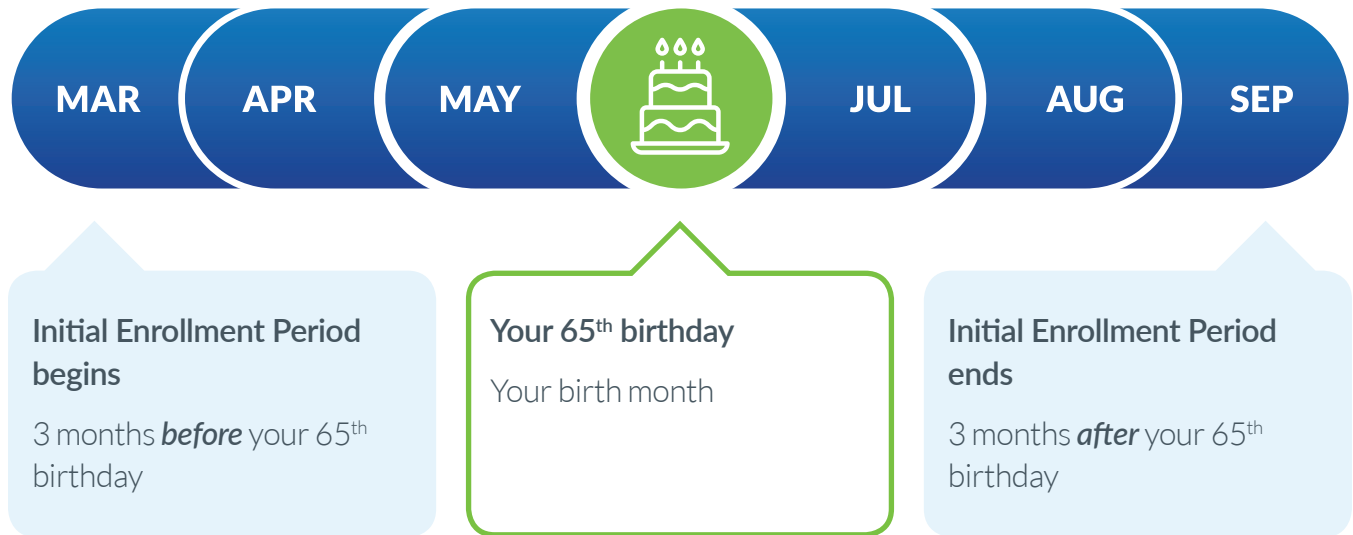 MAR APR MAY JUL AUG SEP
Initial Enrollment Period
begins
3 months before your 65th
birthday
Your 65th birthday
Your birth month
Initial Enrollment Period
ends
3 months after your 65th
birthday